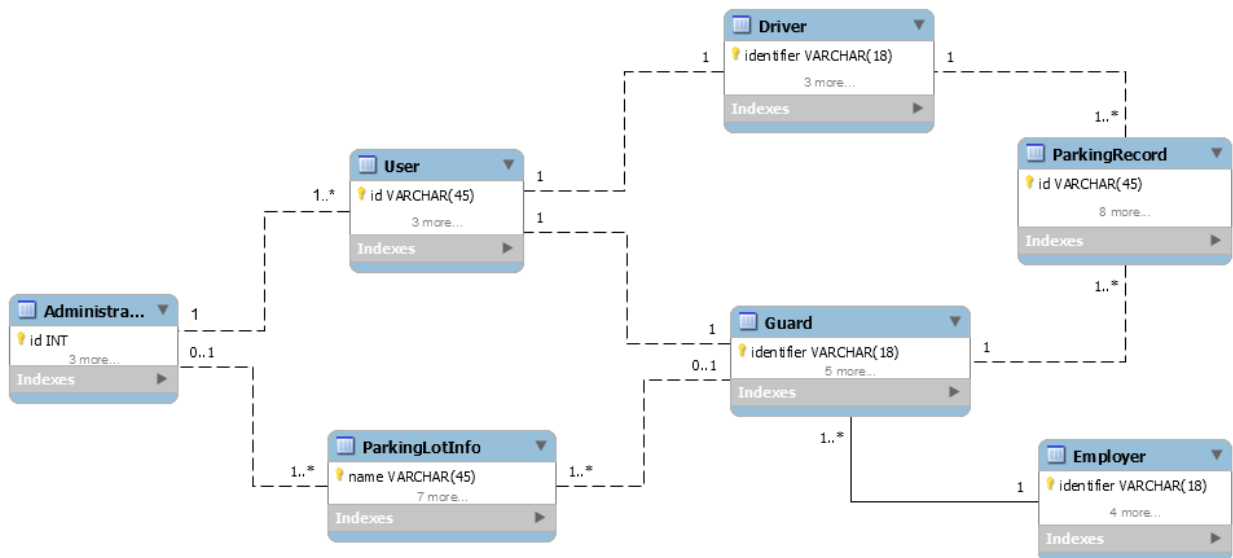 Driver
identifier VARCHAR(18)
3 more...
Indexes
1
1
1..*
ParkingRecord
id VARCHAR(45)
8 more...
User
id VARCHAR(45)
3 more...
Indexes
1
1
1..*
Indexes
1..*
Administra...
id INT
3 more...
Indexes
1
0..1
Guard
identifier VARCHAR(18)
5 more...
Indexes
1
0..1
1
1..*
ParkingLotInfo
name VARCHAR(45)
7 more...
Indexes
1..*
1..*
Employer
identifier VARCHAR(18)
4 more...
Indexes
1